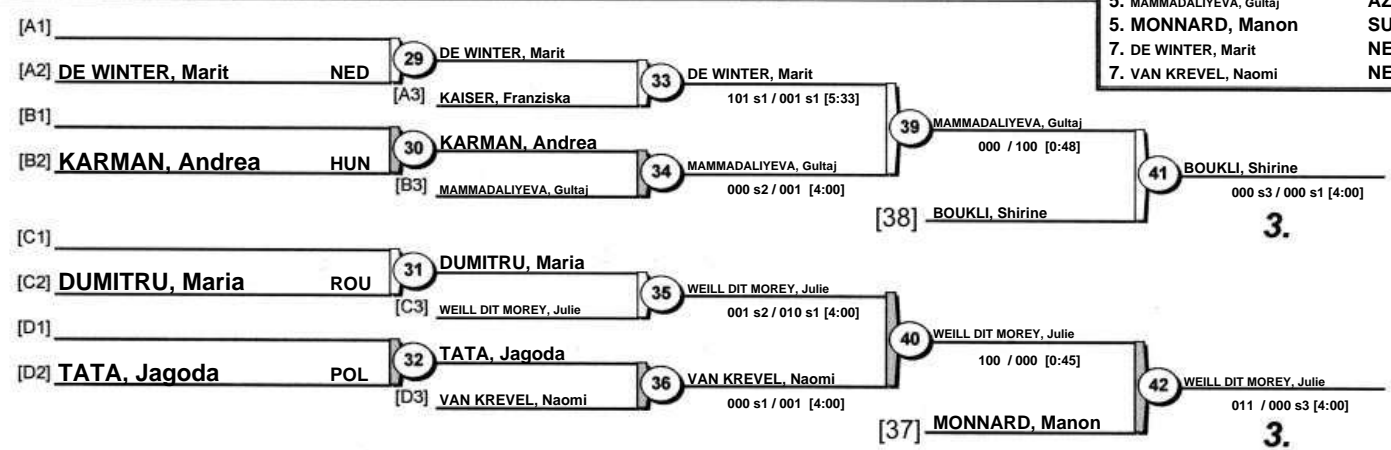 5. MAMMADALIYEVA, Gultaj AZ
5. MONNARD, Manon SU
7. DE WINTER, Marit NE
7. VAN KREVEL, Naomi NE
[A1]
[A2] DE WINTER, Marit NED
29 DE WINTER, Marit
[A3] KAISER, Franziska
33 DE WINTER, Marit
101 s1 / 001 s1 [5:33]
[B1]
[B2] KARMAN, Andrea HUN
30 KARMAN, Andrea
[B3] MAMMADALIYEVA, Gultaj
34 MAMMADALIYEVA, Gultaj
000 s2 / 001 [4:00]
39 MAMMADALIYEVA, Gultaj
000 / 100 [0:48]
[38] BOUKLI, Shirine
41 BOUKLI, Shirine
000 s3 / 000 s1 [4:00]
3.
[C1]
[C2] DUMITRU, Maria ROU
31 DUMITRU, Maria
[C3] WEILL DIT MOREY, Julie
35 WEILL DIT MOREY, Julie
001 s2 / 010 s1 [4:00]
[D1]
[D2] TATA, Jagoda POL
32 TATA, Jagoda
[D3] VAN KREVEL, Naomi
36 VAN KREVEL, Naomi
000 s1 / 001 [4:00]
40 WEILL DIT MOREY, Julie
100 / 000 [0:45]
[37] MONNARD, Manon
42 WEILL DIT MOREY, Julie
011 / 000 s3 [4:00]
3.